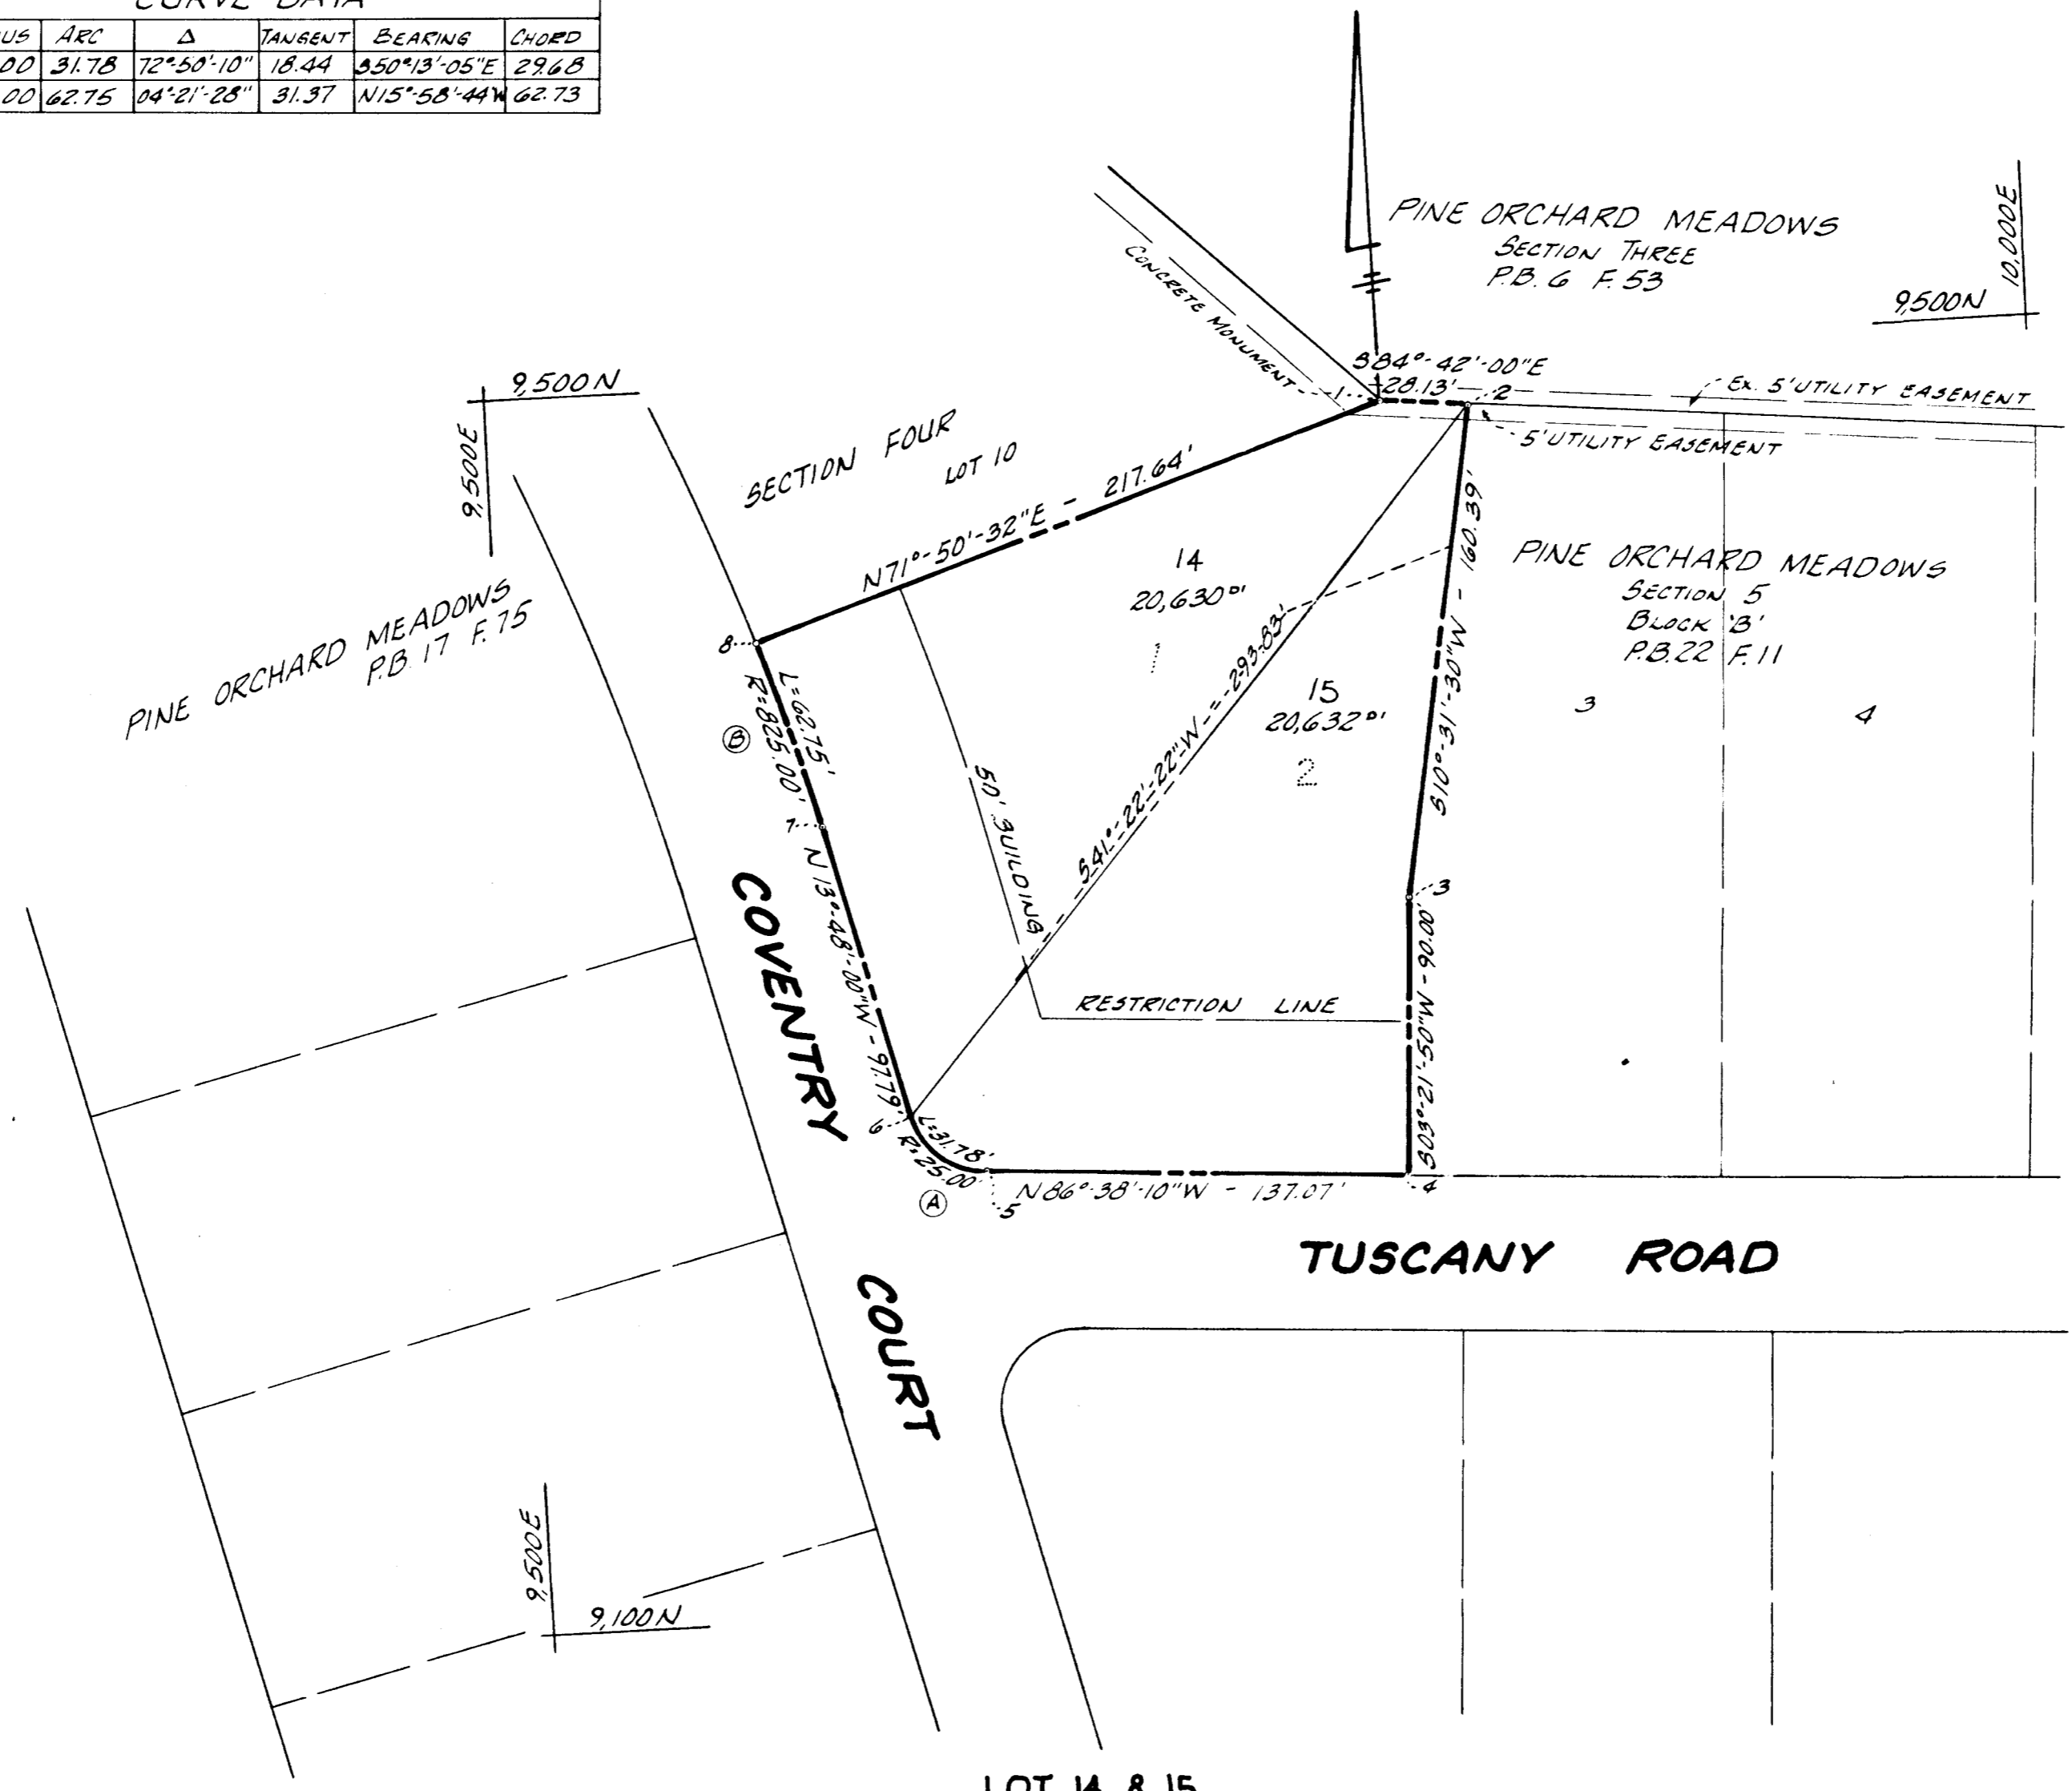 CURVE DATA
US ARC Δ TANGENT BEARING CHORD
00 31.78 72°-50'-10" 18.44 S50°13'-05"E 29.68
00 62.75 04°-21'-28" 31.37 N15°-58'-44W 62.73
PINE ORCHARD MEADOWS
SECTION THREE
P.B. 6 F. 53
10,000E
9,500N
CONCRETE MONUMENT
S84°-42'-00"E
1
28.13'
2
Ex. 5' UTILITY EASEMENT
5' UTILITY EASEMENT
9,500N
9,500E
SECTION FOUR
LOT 10
N71°-50'-32"E - 217.64'
PINE ORCHARD MEADOWS
P.B. 17 F. 75
14
20,630□'
1
15
20,632□'
2
S41°-22'-22"-W - 293.83'
S10°-31'-30"W - 160.39'
PINE ORCHARD MEADOWS
SECTION 5
BLOCK 'B'
P.B. 22 F. 11
3
4
8
L=62.75'
R=825.00'
B
7
N 13°-48'-00"W - 97.79'
50' BUILDING
RESTRICTION LINE
3
S03°-21'-50"W - 90.00'
6
L=31.78'
R=25.00'
A
5
N 86°-38'-10"W - 137.07'
4
COVENTRY
COURT
TUSCANY ROAD
9,500E
9,100N
LOT 14 & 15